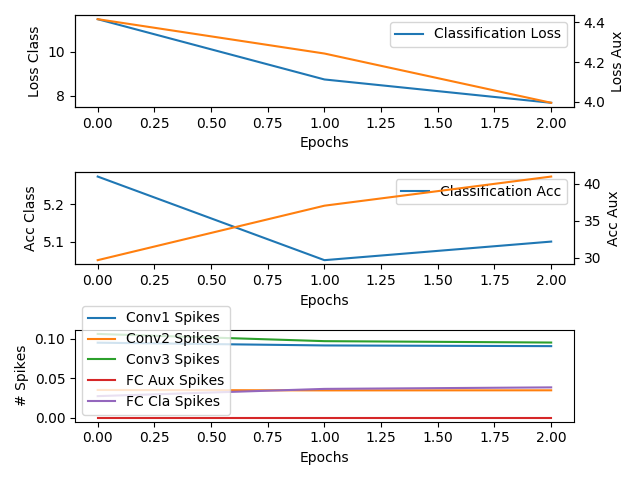 Loss Class
10
8
4.4
4.2
4.0
Loss Aux
Classification Loss
0.00 0.25 0.50 0.75 1.00 1.25 1.50 1.75 2.00
Epochs
Acc Class
5.2
5.1
40
35
30
Acc Aux
Classification Acc
0.00 0.25 0.50 0.75 1.00 1.25 1.50 1.75 2.00
Epochs
# Spikes
0.10
0.05
0.00
Conv1 Spikes
Conv2 Spikes
Conv3 Spikes
FC Aux Spikes
FC Cla Spikes
0.00 0.25 0.50 0.75 1.00 1.25 1.50 1.75 2.00
Epochs